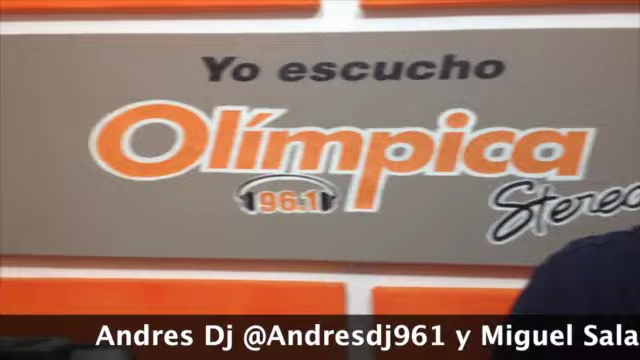 Yo escucho
Olímpica
96.1
Stereo
Andres Dj @Andresdj961 y Miguel Sala